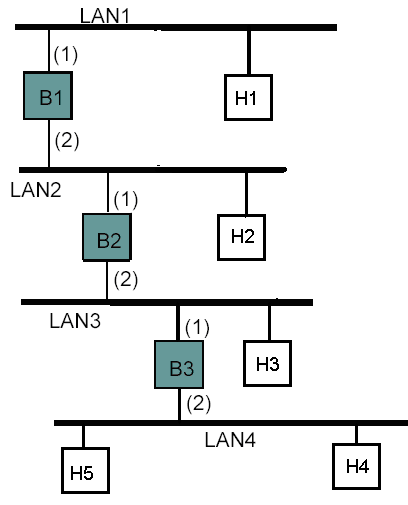 LAN1
(1)
B1
H1
(2)
LAN2
(1)
B2
H2
(2)
LAN3
(1)
B3
H3
(2)
LAN4
H5
H4